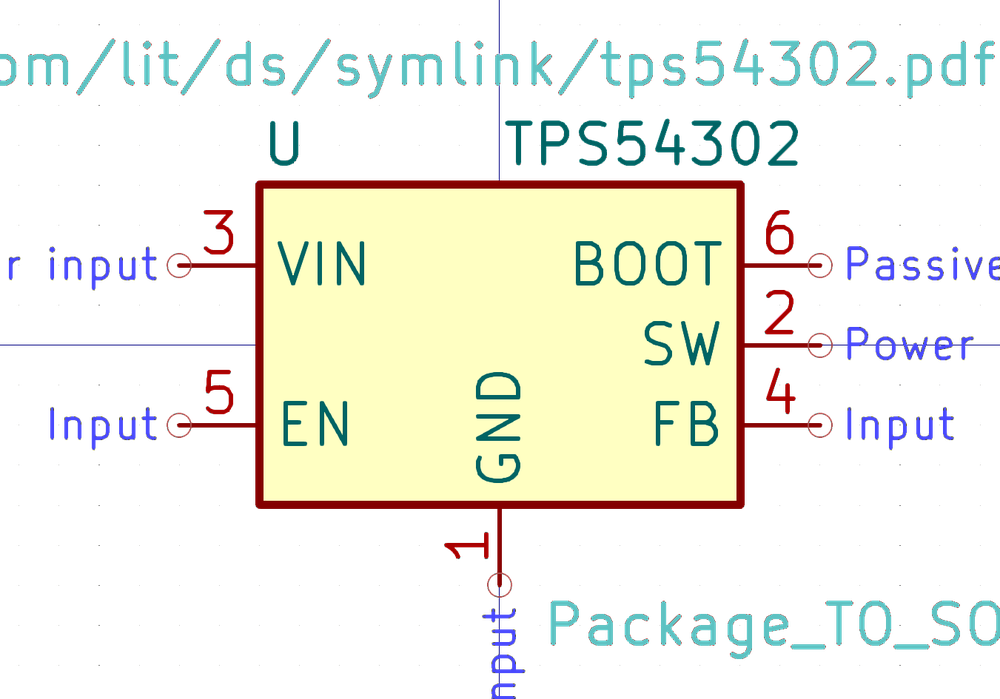 om/lit/ds/symlink/tps54302.pdf
U TPS54302
3 6
r input VIN BOOT Passive
2
SW Power
5 4
Input EN FB Input
GND
1
Package_TO_SO
nput